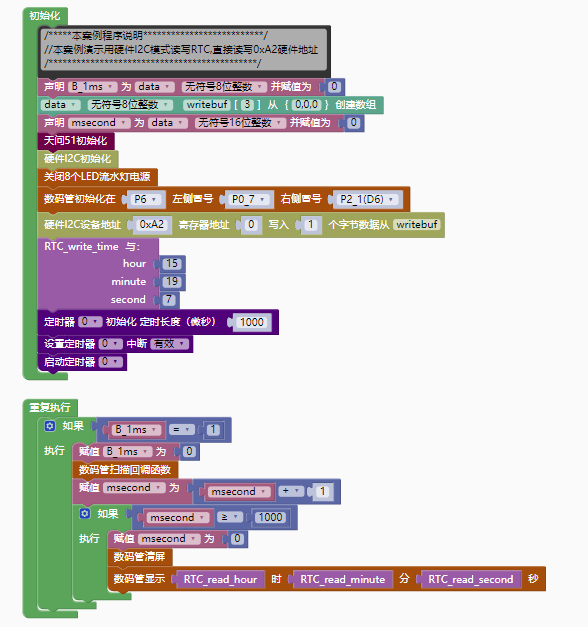 初始化
/*****本案例程序说明*************************/
//本案例演示用硬件I2C模式读写RTC,直接读写0xA2硬件地址
/*******************************************/
声明 B_1ms 为 data 无符号8位整数 并赋值为 0
data 无符号8位整数 writebuf [ 3 ] 从 { 0,0,0 } 创建数组
声明 msecond 为 data 无符号16位整数 并赋值为 0
天问51初始化
硬件I2C初始化
关闭8个LED流水灯电源
数码管初始化在 P6 左侧冒号 P0_7 右侧冒号 P2_1(D6)
硬件I2C设备地址 0xA2 寄存器地址 0 写入 1 个字节数据从 writebuf
RTC_write_time 与:
hour 15
minute 19
second 7
定时器 0 初始化 定时长度（微秒） 1000
设置定时器 0 中断 有效
启动定时器 0
重复执行
如果 B_1ms = 1
执行 赋值 B_1ms 为 0
数码管扫描回调函数
赋值 msecond 为 msecond + 1
如果 msecond ≥ 1000
执行 赋值 msecond 为 0
数码管清屏
数码管显示 RTC_read_hour 时 RTC_read_minute 分 RTC_read_second 秒